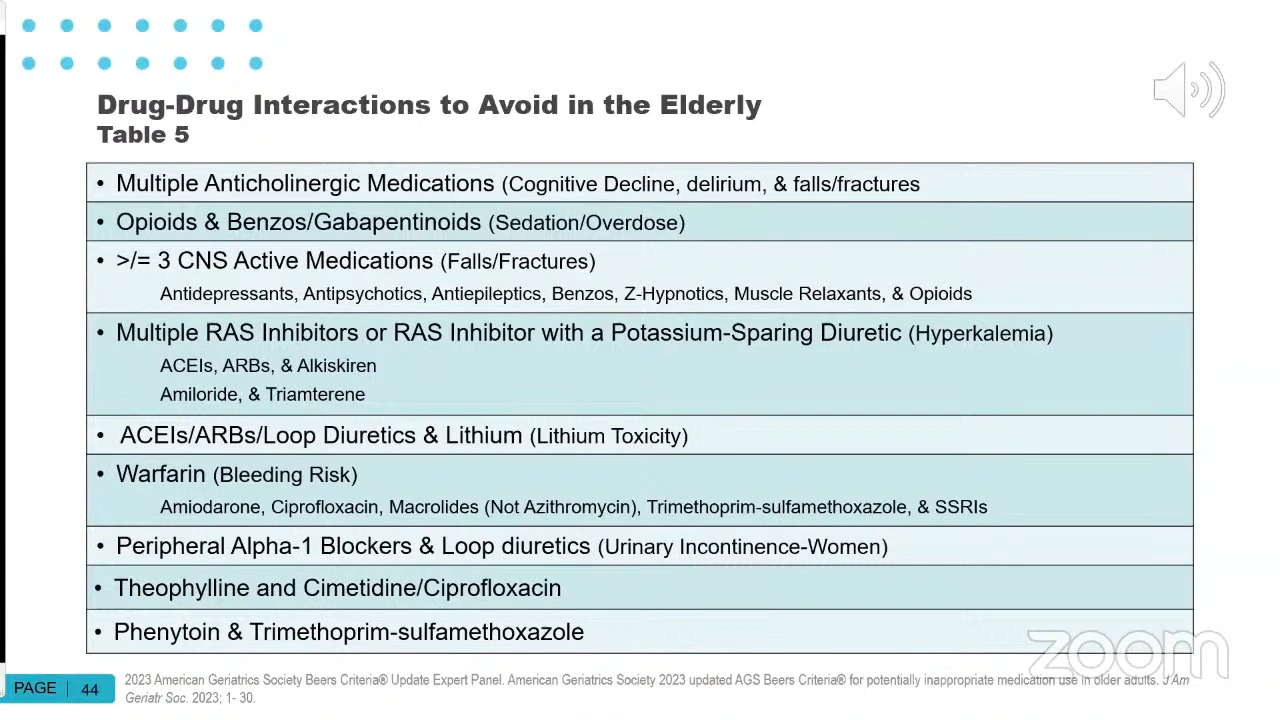 Drug-Drug Interactions to Avoid in the Elderly
Table 5
• Multiple Anticholinergic Medications (Cognitive Decline, delirium, & falls/fractures
• Opioids & Benzos/Gabapentinoids (Sedation/Overdose)
• >/= 3 CNS Active Medications (Falls/Fractures)
Antidepressants, Antipsychotics, Antiepileptics, Benzos, Z-Hypnotics, Muscle Relaxants, & Opioids
• Multiple RAS Inhibitors or RAS Inhibitor with a Potassium-Sparing Diuretic (Hyperkalemia)
ACEIs, ARBs, & Alkiskiren
Amiloride, & Triamterene
• ACEIs/ARBs/Loop Diuretics & Lithium (Lithium Toxicity)
• Warfarin (Bleeding Risk)
Amiodarone, Ciprofloxacin, Macrolides (Not Azithromycin), Trimethoprim-sulfamethoxazole, & SSRIs
• Peripheral Alpha-1 Blockers & Loop diuretics (Urinary Incontinence-Women)
• Theophylline and Cimetidine/Ciprofloxacin
• Phenytoin & Trimethoprim-sulfamethoxazole
zoom
PAGE | 44
2023 American Geriatrics Society Beers Criteria® Update Expert Panel. American Geriatrics Society 2023 updated AGS Beers Criteria® for potentially inappropriate medication use in older adults. J Am
Geriatr Soc. 2023; 1- 30.